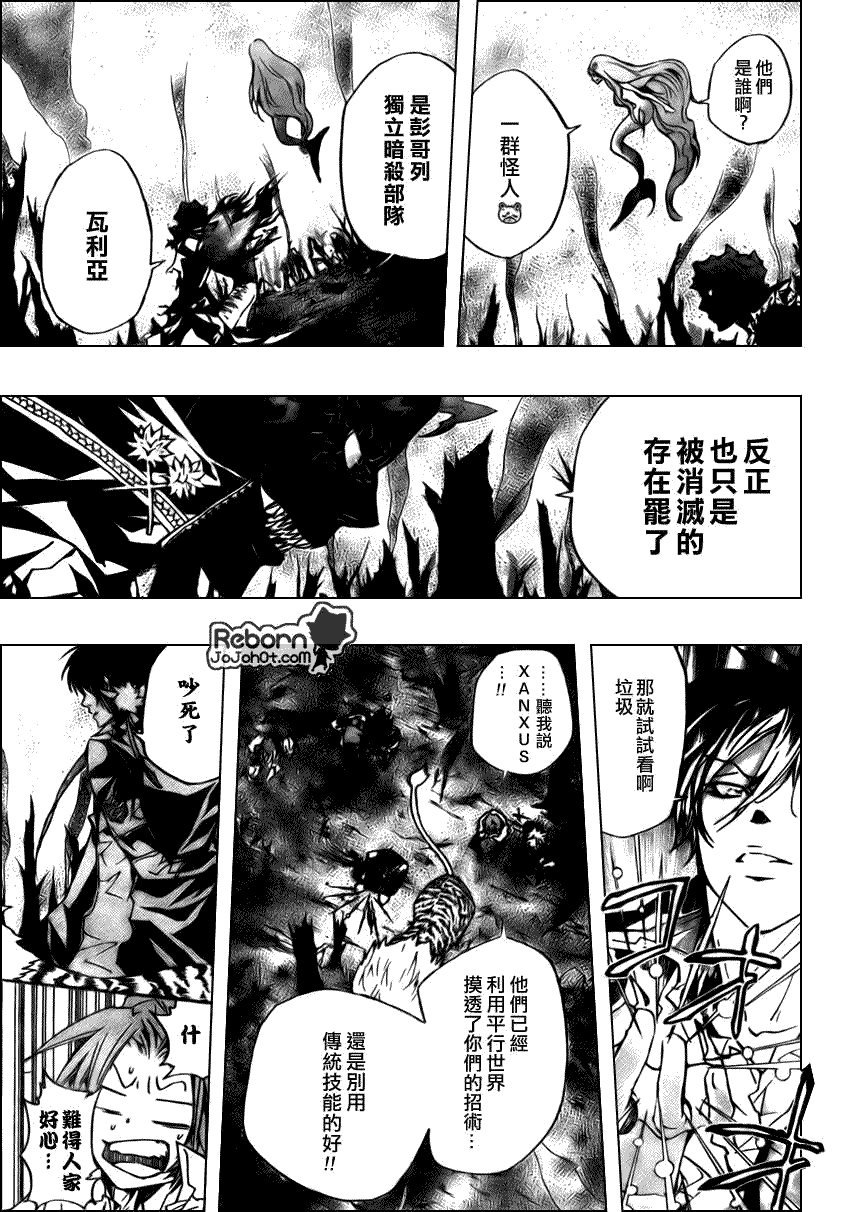 他們
是誰啊?
一群怪人
是彭哥列
獨立暗殺部隊
瓦利亞
反正
也只是
被消滅的
存在罷了
那就試試看啊
垃圾
ゴオオ
……聽我說
XANXUS
…!!
他們已經
利用平行世界
摸透了你們的招術…
還是別用
傳統技能的好!!
吵死了
什
難得人家
好心…
Reborn
JoJoHot.com